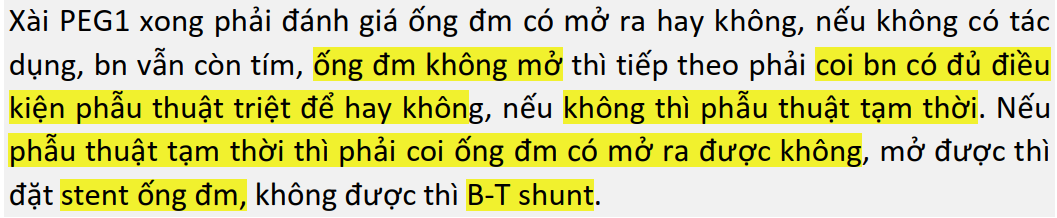 Xài PEG1 xong phải đánh giá ống đm có mở ra hay không, nếu không có tác
dụng, bn vẫn còn tím, ống đm không mở thì tiếp theo phải coi bn có đủ điều
kiện phẫu thuật triệt để hay không, nếu không thì phẫu thuật tạm thời. Nếu
phẫu thuật tạm thời thì phải coi ống đm có mở ra được không, mở được thì
đặt stent ống đm, không được thì B-T shunt.